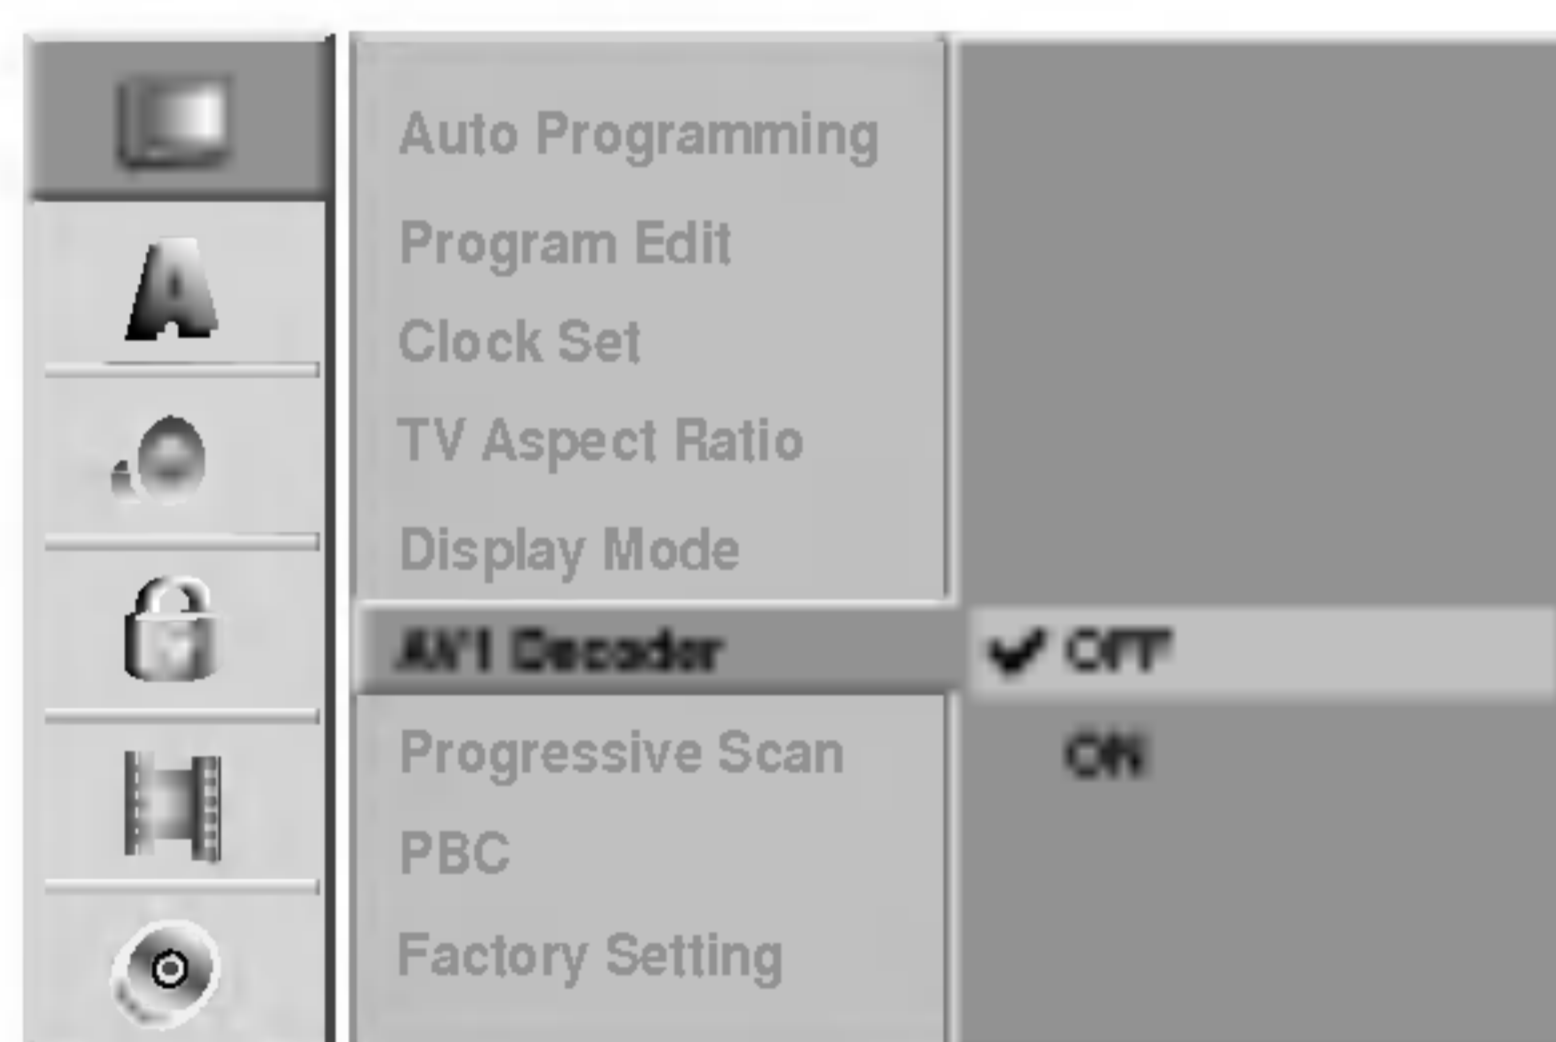 Auto Programming
Program Edit
Clock Set
TV Aspect Ratio
Display Mode
AV1 Decoder
OFF
ON
Progressive Scan
PBC
Factory Setting